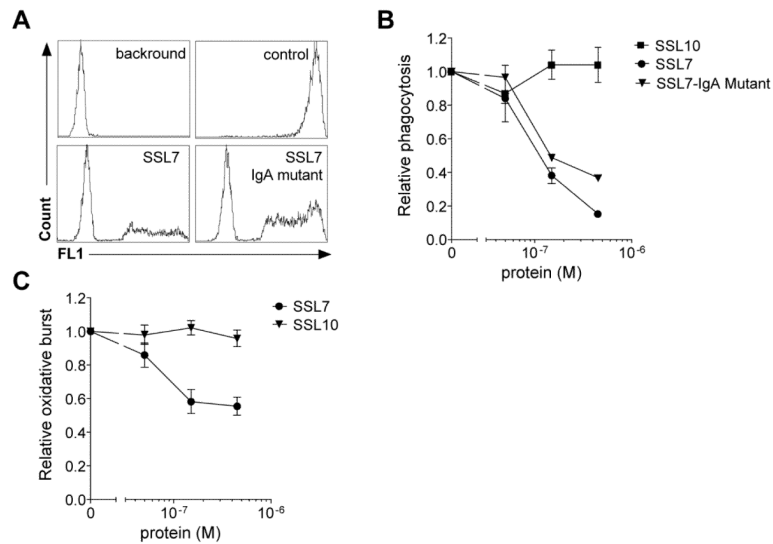 A
backround
control
SSL7
SSL7
IgA mutant
Count
FL1
B
SSL10
SSL7
SSL7-IgA Mutant
Relative phagocytosis
1.2
1.0
0.8
0.6
0.4
0.2
0.0
0
10-7
10-6
protein (M)
C
SSL7
SSL10
Relative oxidative burst
1.2
1.0
0.8
0.6
0.4
0.2
0.0
0
10-7
10-6
protein (M)